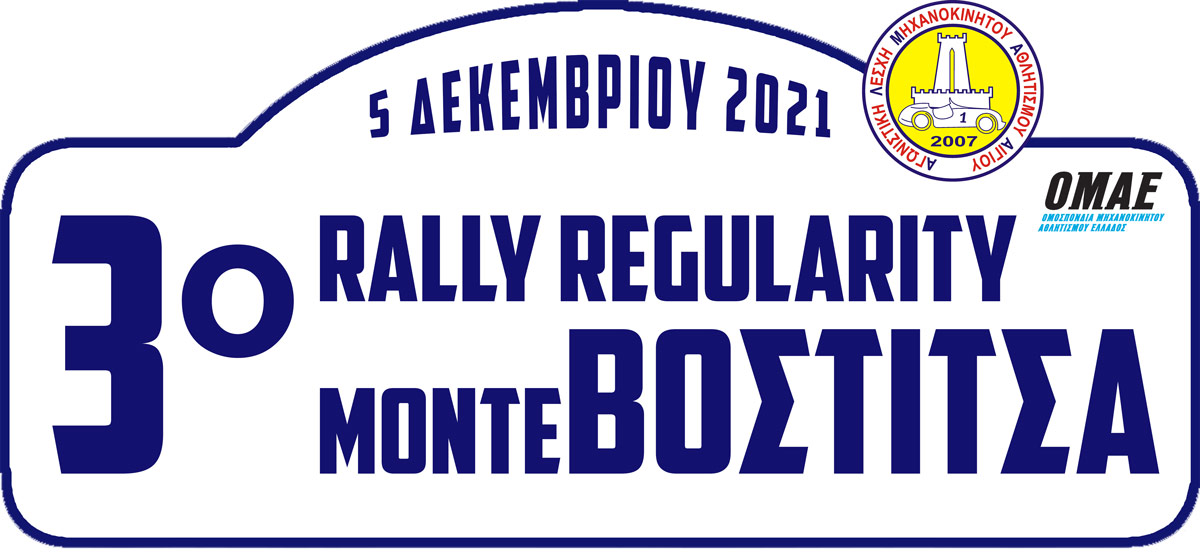 5 ΔΕΚΕΜΒΡΙΟΥ 2021
ΑΓΩΝΙΣΤΙΚΗ ΛΕΣΧΗ ΜΗΧΑΝΟΚΙΝΗΤΟΥ ΑΘΛΗΤΙΣΜΟΥ ΑΙΓΙΟΥ
1
2007
ΟΜΑΕ
ΟΜΟΣΠΟΝΔΙΑ ΜΗΧΑΝΟΚΙΝΗΤΟΥ
ΑΘΛΗΤΙΣΜΟΥ ΕΛΛΑΔΟΣ
3ο RALLY REGULARITY
ΜΟΝΤΕ ΒΟΣΤΙΤΣΑ